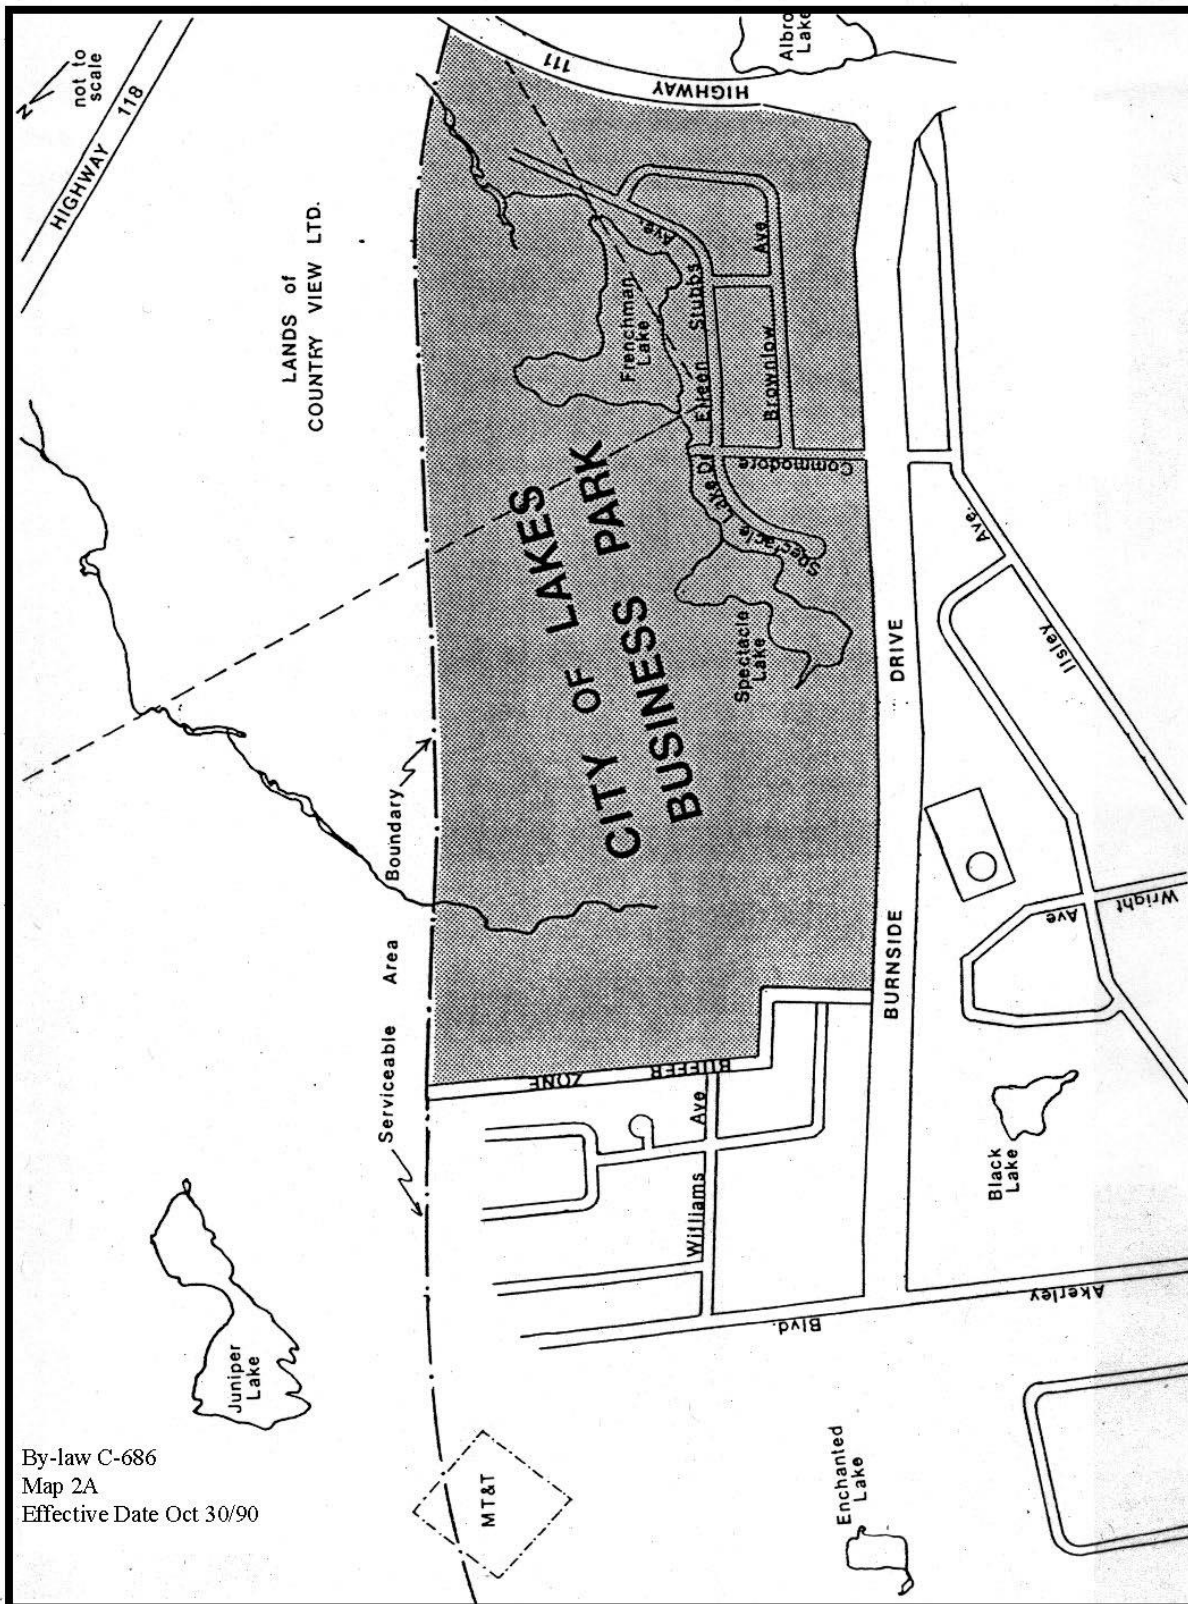 N
not to
scale
HIGHWAY 118
111
HIGHWAY
Albro
Lake
LANDS of
COUNTRY VIEW LTD.
Frenchman
Lake
Eileen Stubbs Ave.
Brownlow Ave
Commodore
Spectacle Lake Dr
Spectacle
Lake
CITY OF LAKES
BUSINESS PARK
Serviceable Area Boundary
BURNSIDE DRIVE
Ilsley Ave.
Wright Ave
BUFFER ZONE
Williams Ave
Black
Lake
Akerley Blvd.
Juniper
Lake
MT&T
Enchanted
Lake
By-law C-686
Map 2A
Effective Date Oct 30/90